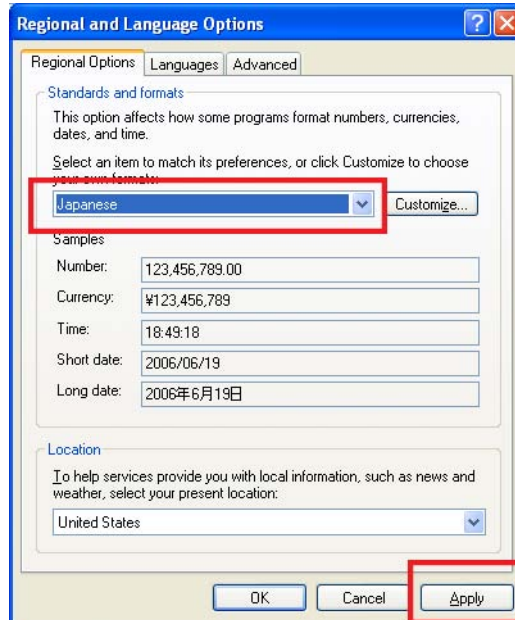 Regional and Language Options
Regional Options Languages Advanced
Standards and formats
This option affects how some programs format numbers, currencies,
dates, and time.
Select an item to match its preferences, or click Customize to choose
your own formats:
Japanese Customize...
Samples
Number: 123,456,789.00
Currency: ¥123,456,789
Time: 18:49:18
Short date: 2006/06/19
Long date: 2006年6月19日
Location
To help services provide you with local information, such as news and
weather, select your present location:
United States
OK Cancel Apply